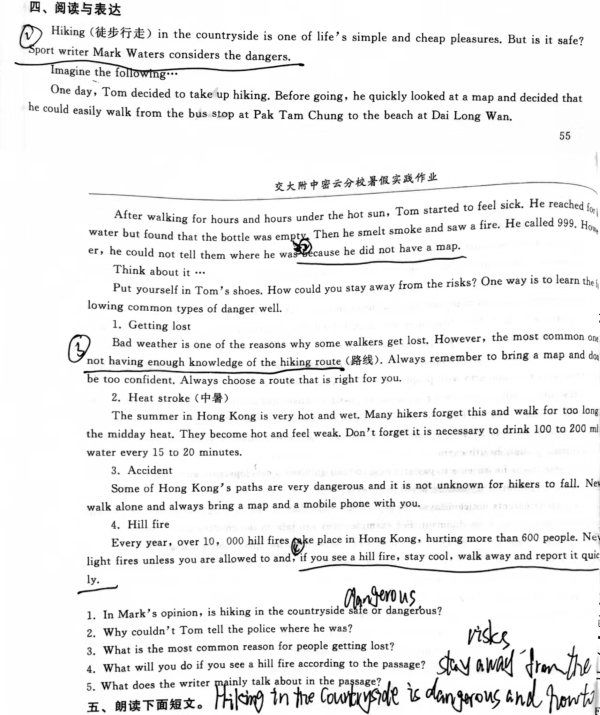 四、阅读与表达
① Hiking (徒步行走) in the countryside is one of life's simple and cheap pleasures. But is it safe?
Sport writer Mark Waters considers the dangers.
Imagine the following…
One day, Tom decided to take up hiking. Before going, he quickly looked at a map and decided that
he could easily walk from the bus stop at Pak Tam Chung to the beach at Dai Long Wan.
55
交大附中密云分校暑假实践作业
After walking for hours and hours under the hot sun, Tom started to feel sick. He reached for
water but found that the bottle was empty. Then he smelt smoke and saw a fire. He called 999. How
er, he could not tell them where he was because he did not have a map.
Think about it …
Put yourself in Tom's shoes. How could you stay away from the risks? One way is to learn the
lowing common types of danger well.
1. Getting lost
Bad weather is one of the reasons why some walkers get lost. However, the most common one
not having enough knowledge of the hiking route (路线). Always remember to bring a map and
be too confident. Always choose a route that is right for you.
2. Heat stroke (中暑)
The summer in Hong Kong is very hot and wet. Many hikers forget this and walk for too long
the midday heat. They become hot and feel weak. Don't forget it is necessary to drink 100 to 200 ml
water every 15 to 20 minutes.
3. Accident
Some of Hong Kong's paths are very dangerous and it is not unknown for hikers to fall. Ne
walk alone and always bring a map and a mobile phone with you.
4. Hill fire
Every year, over 10,000 hill fires take place in Hong Kong, hurting more than 600 people. Ne
light fires unless you are allowed to and, if you see a hill fire, stay cool, walk away and report it quic
ly.
dangerous
1. In Mark's opinion, is hiking in the countryside safe or dangerous?
2. Why couldn't Tom tell the police where he was?
risks
3. What is the most common reason for people getting lost?
4. What will you do if you see a hill fire according to the passage? stay away from the
5. What does the writer mainly talk about in the passage?
五、朗读下面短文。 Hiking in the countryside is dangerous and how to